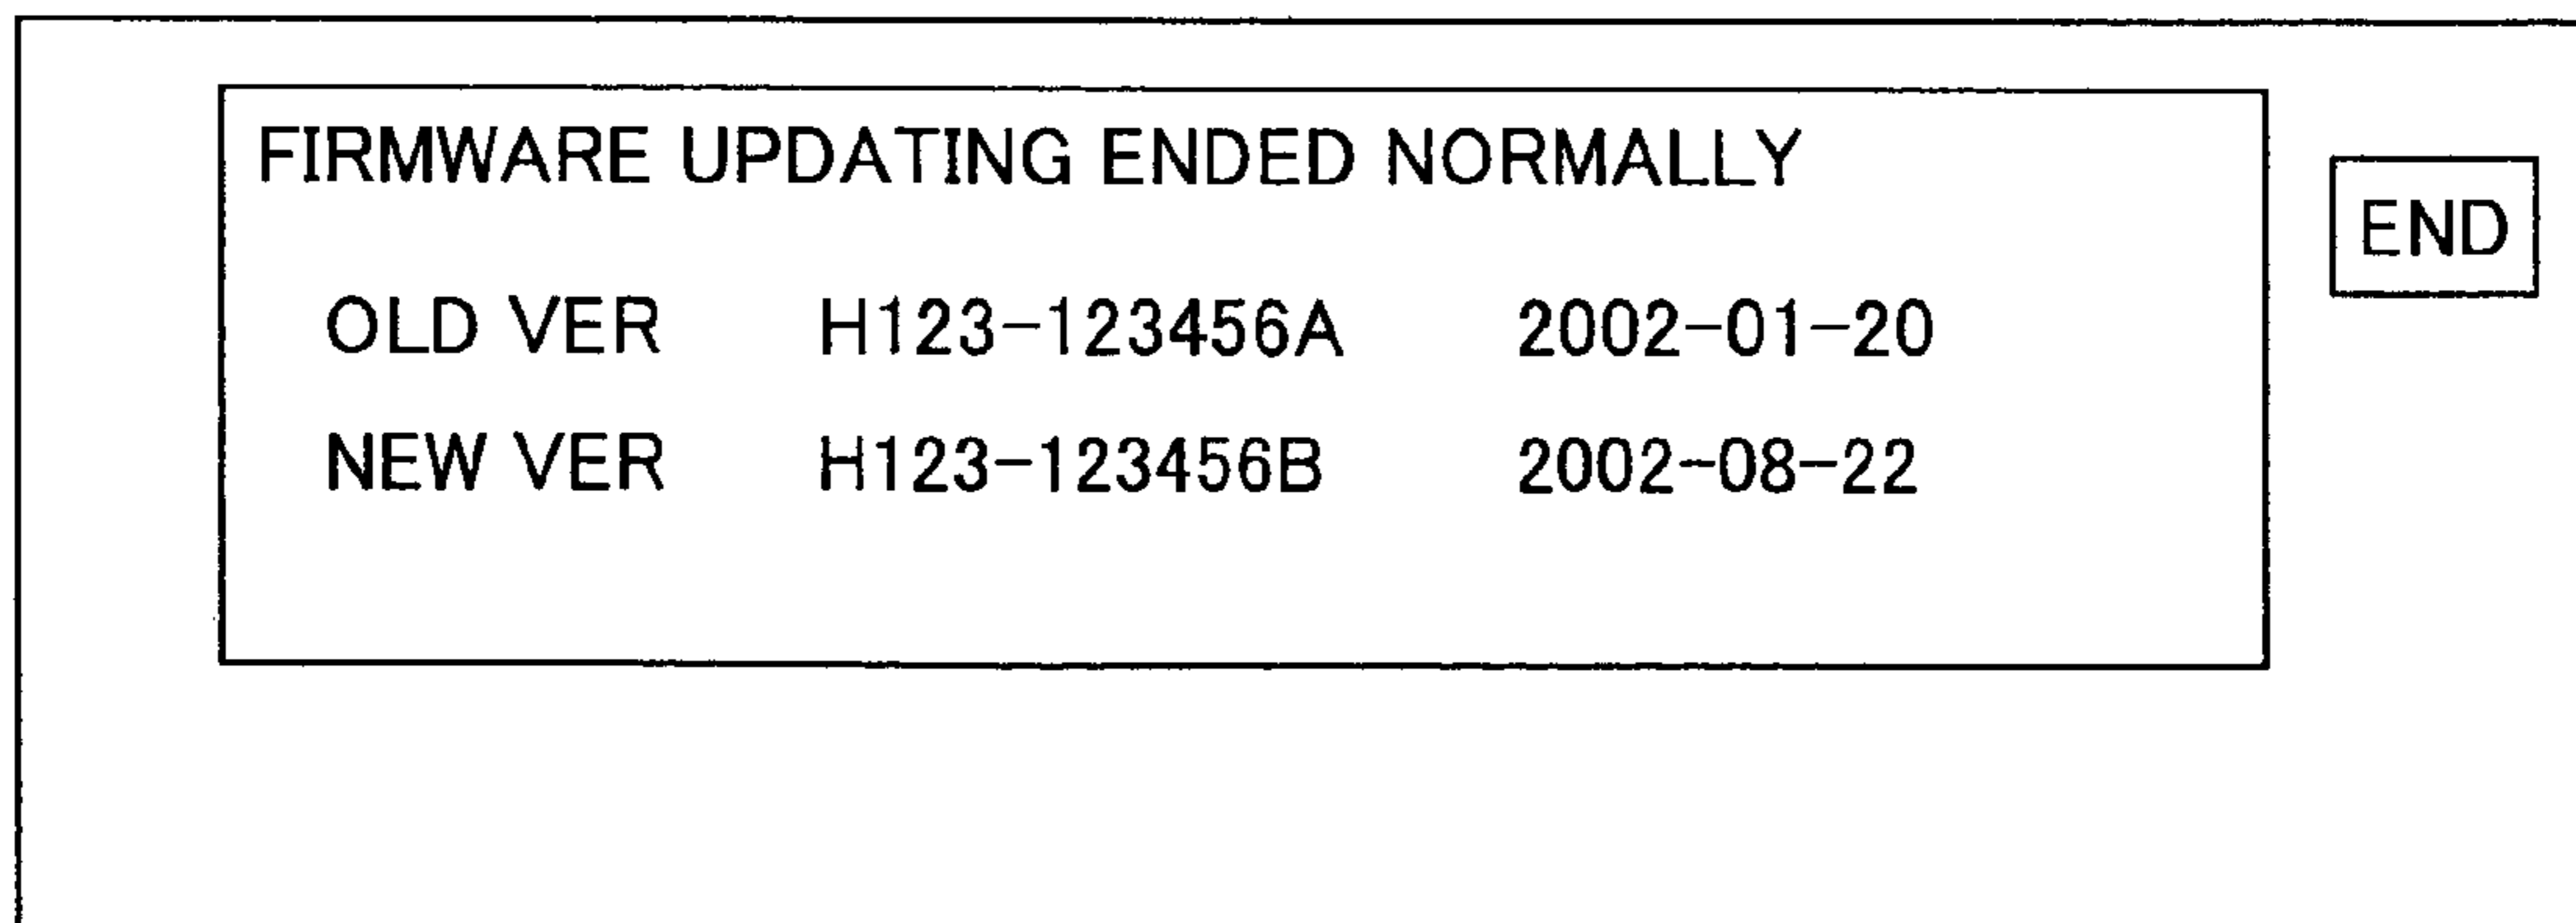 FIRMWARE UPDATING ENDED NORMALLY
END
OLD VER H123-123456A 2002-01-20
NEW VER H123-123456B 2002-08-22